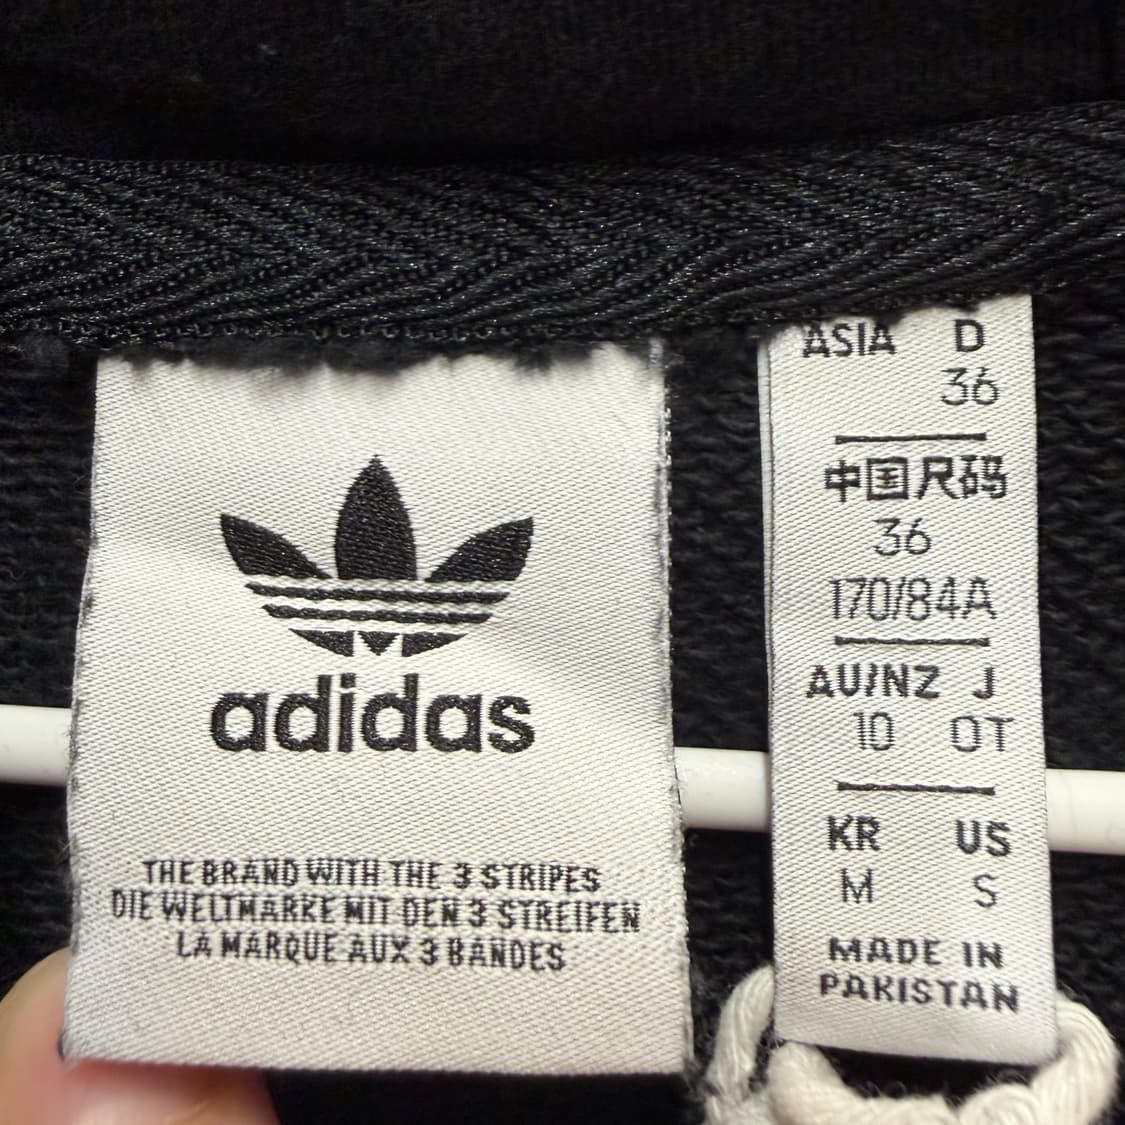 adidas
THE BRAND WITH THE 3 STRIPES
DIE WELTMARKE MIT DEN 3 STREIFEN
LA MARQUE AUX 3 BANDES
ASIA D
36
中国尺码
36
170/84A
AU/NZ J
10 OT
KR US
M S
MADE IN
PAKISTAN